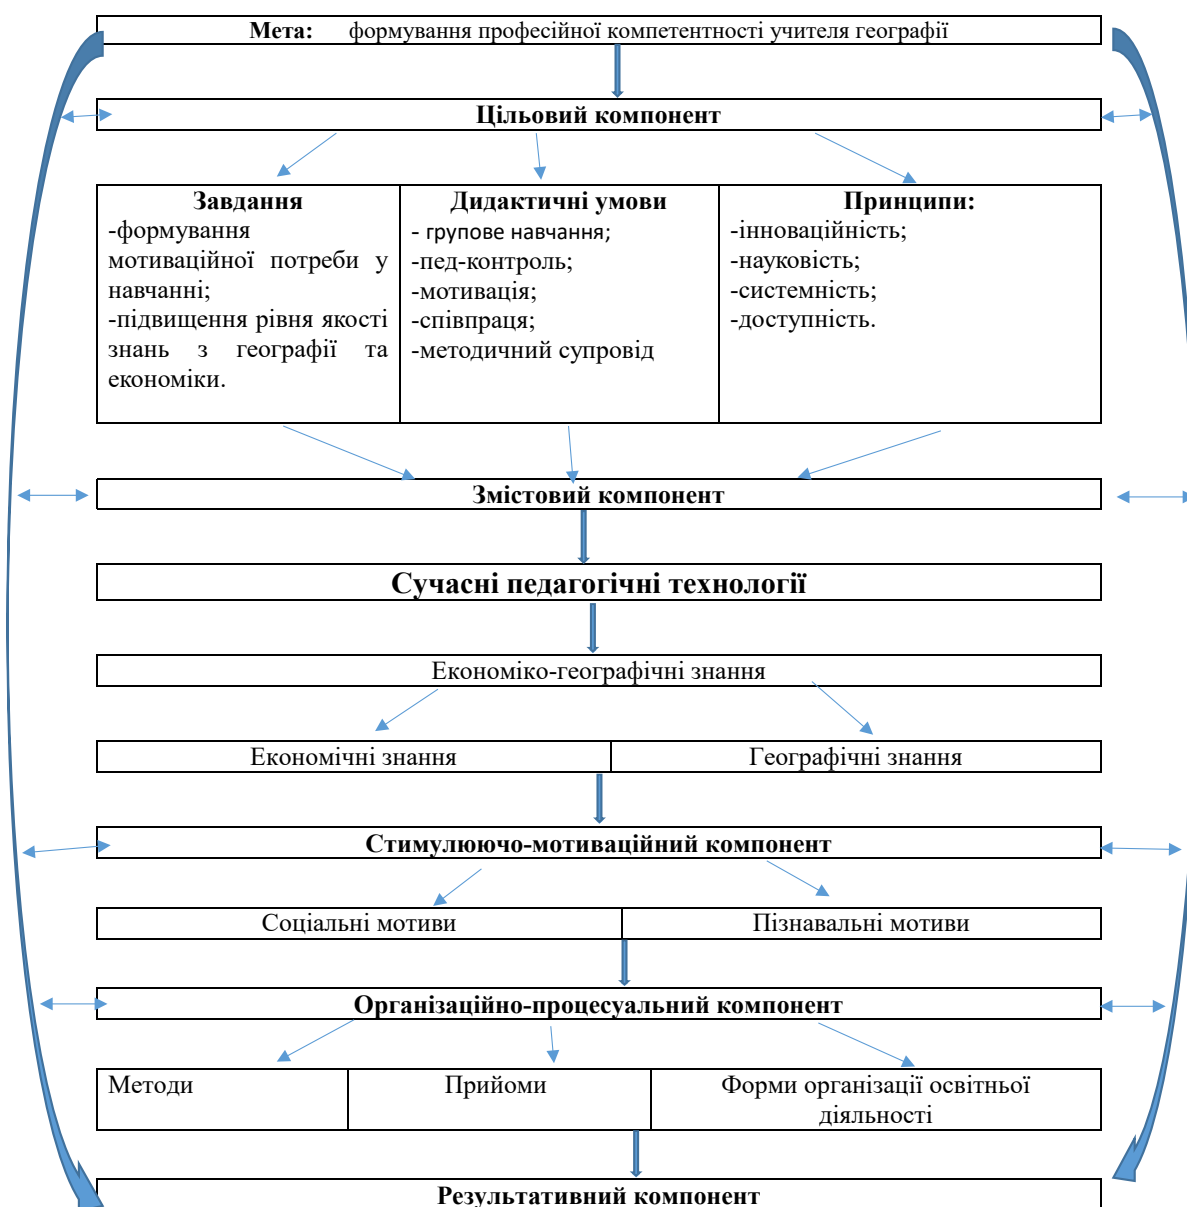 Мета: формування професійної компетентності учителя географії
Цільовий компонент
Завдання
-формування
мотиваційної потреби у
навчанні;
-підвищення рівня якості
знань з географії та
економіки.
Дидактичні умови
- групове навчання;
-пед-контроль;
-мотивація;
-співпраця;
-методичний супровід
Принципи:
-інноваційність;
-науковість;
-системність;
-доступність.
Змістовий компонент
Сучасні педагогічні технології
Економіко-географічні знання
Економічні знання
Географічні знання
Стимулюючо-мотиваційний компонент
Соціальні мотиви
Пізнавальні мотиви
Організаційно-процесуальний компонент
Методи
Прийоми
Форми організації освітньої
діяльності
Результативний компонент